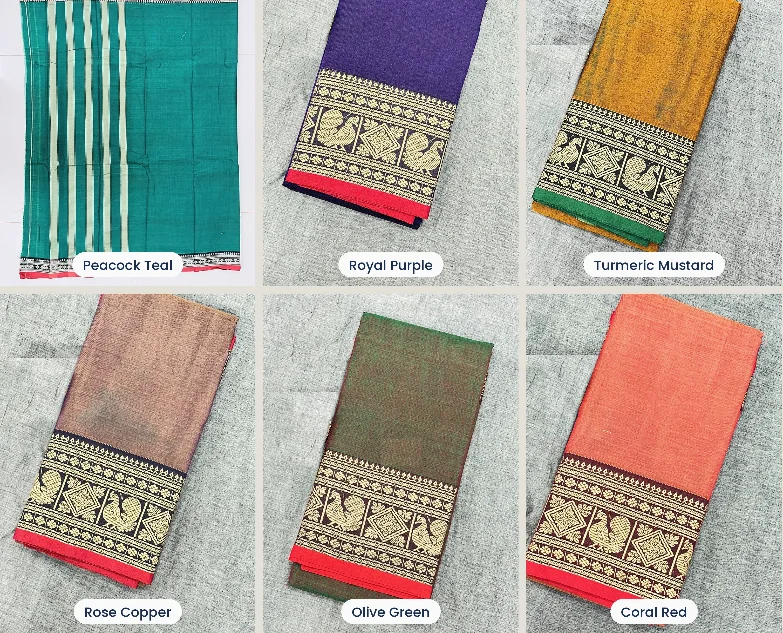 Peacock Teal
Royal Purple
Turmeric Mustard
Rose Copper
Olive Green
Coral Red